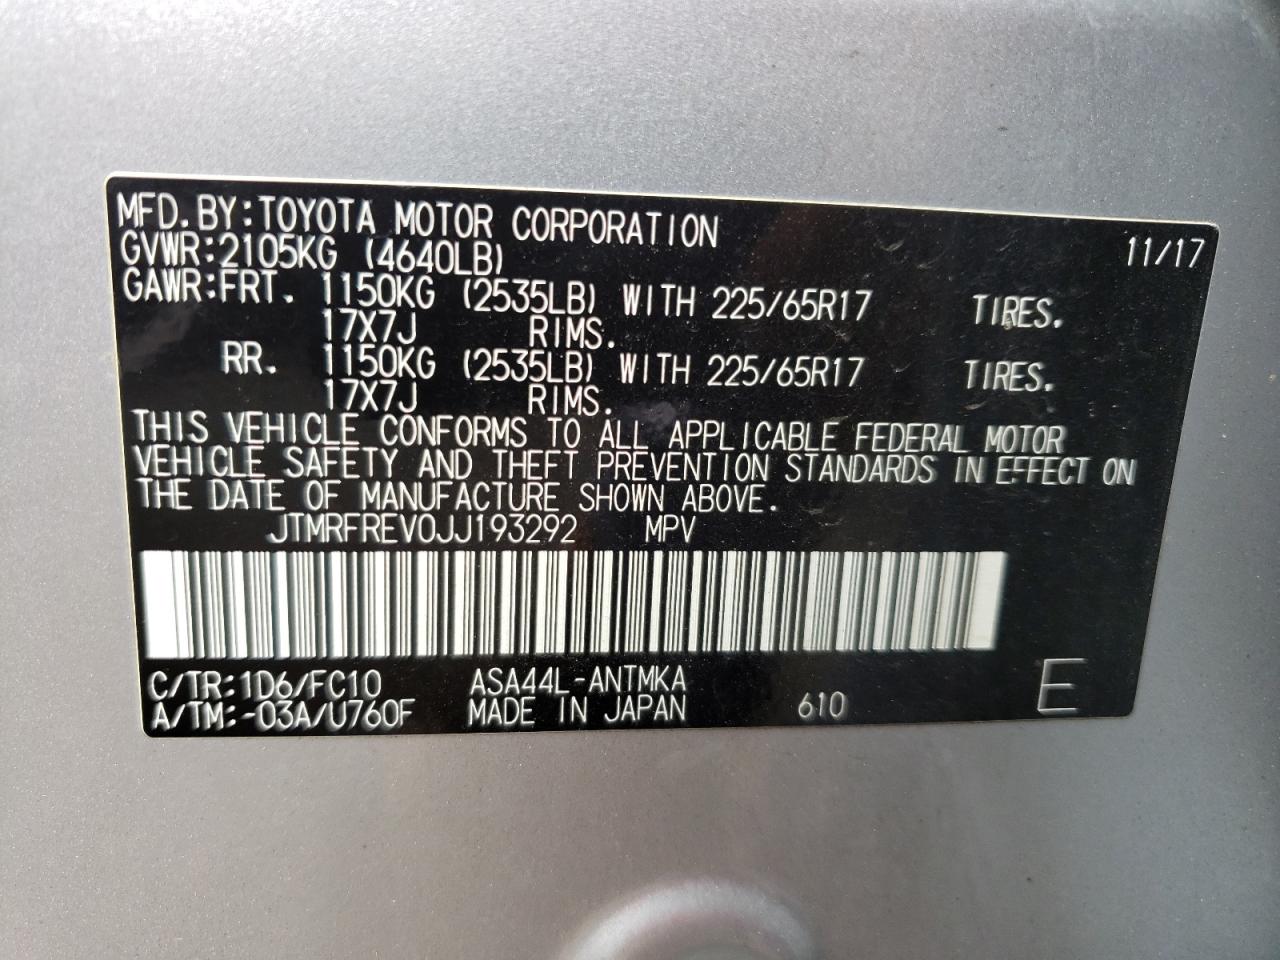 MFD.BY:TOYOTA MOTOR CORPORATION 11/17
GVWR:2105KG (4640LB)
GAWR:FRT. 1150KG (2535LB) WITH 225/65R17 TIRES.
17X7J RIMS.
RR. 1150KG (2535LB) WITH 225/65R17 TIRES.
17X7J RIMS.
THIS VEHICLE CONFORMS TO ALL APPLICABLE FEDERAL MOTOR
VEHICLE SAFETY AND THEFT PREVENTION STANDARDS IN EFFECT ON
THE DATE OF MANUFACTURE SHOWN ABOVE.
JTMRFREV0JJ193292 MPV
C/TR:1D6/FC10 ASA44L-ANTMKA
A/TM:-03A/U760F MADE IN JAPAN 610 E